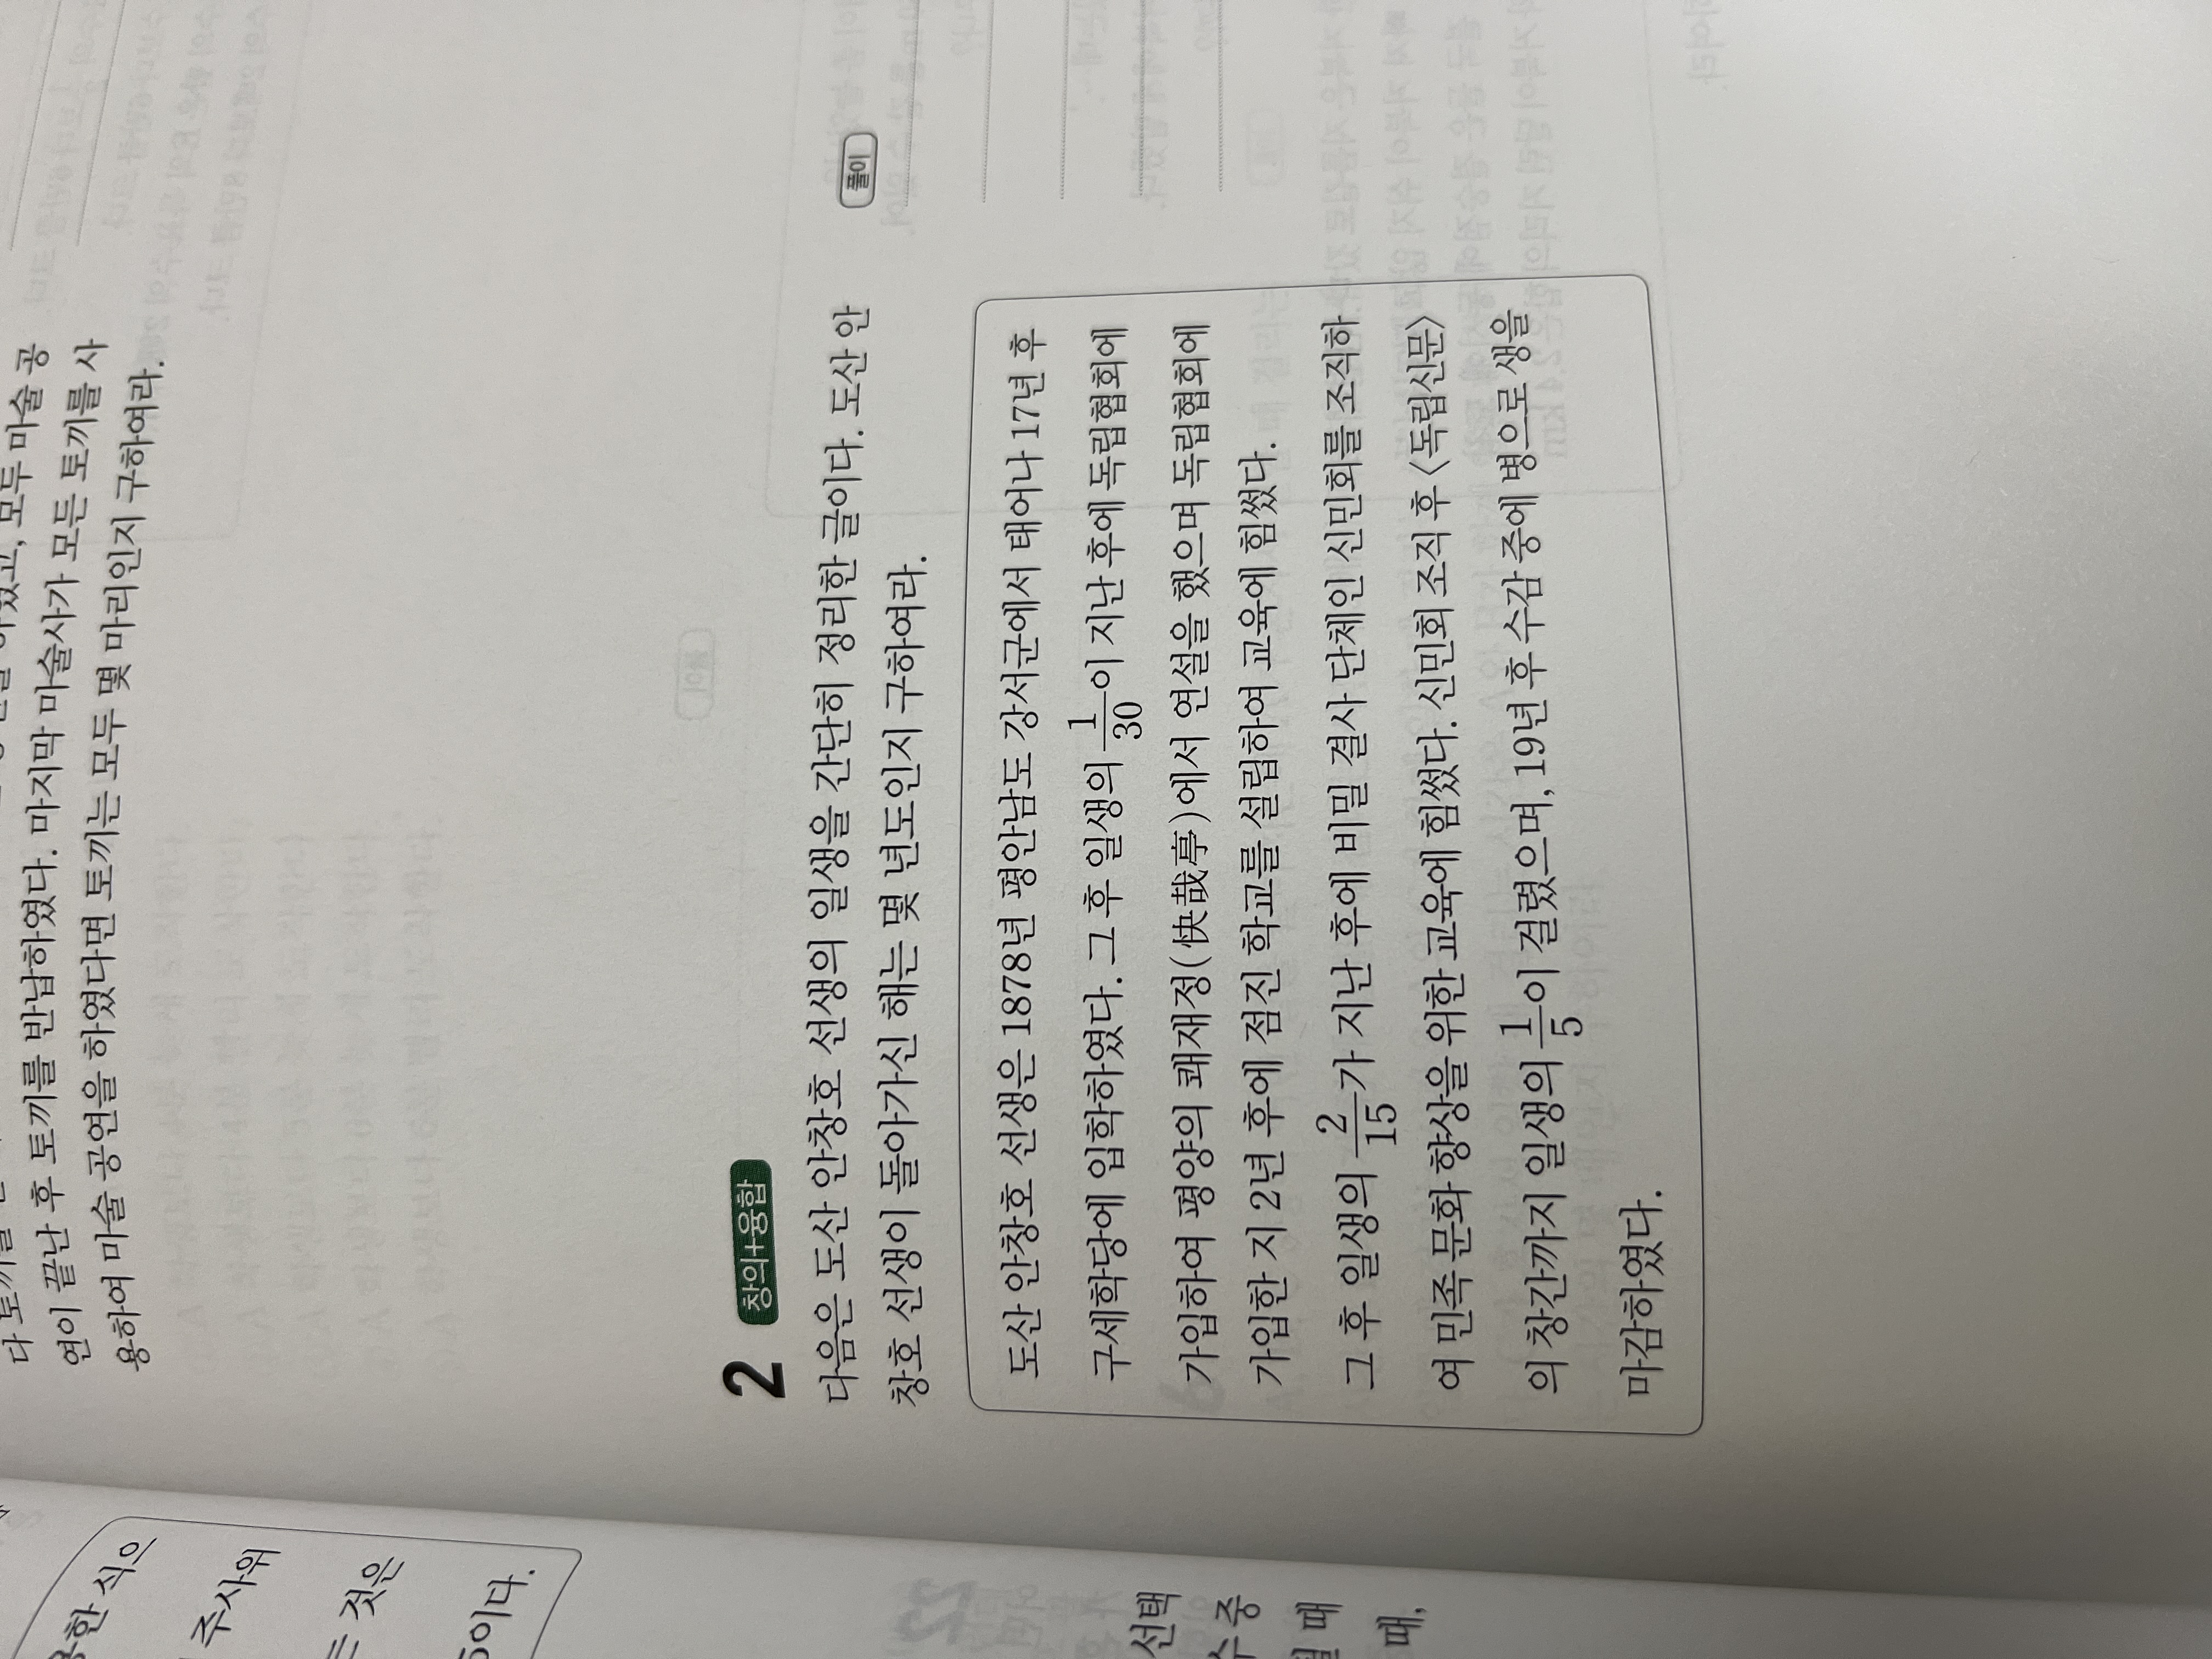 다 토끼를
하였고, 모두 마술 공
연이 끝난 후 토끼를 반납하였다. 마지막 마술사가 모든 토끼를 사
용하여 마술 공연을 하였다면 토끼는 모두 몇 마리인지 구하여라.
용한 식으
주사위
는 것은
5이다.
선택
수 중
될 때
때,
2 창의+융합
다음은 도산 안창호 선생의 일생을 간단히 정리한 글이다. 도산 안
창호 선생이 돌아가신 해는 몇 년도인지 구하여라.
풀이
도산 안창호 선생은 1878년 평안남도 강서군에서 태어나 17년 후
구세학당에 입학하였다. 그 후 일생의 1/30이 지난 후에 독립협회에
가입하여 평양의 쾌재정(快哉亭)에서 연설을 했으며 독립협회에
가입한 지 2년 후에 점진 학교를 설립하여 교육에 힘썼다.
그 후 일생의 2/15가 지난 후에 비밀 결사 단체인 신민회를 조직하
여 민족 문화 향상을 위한 교육에 힘썼다. 신민회 조직 후 〈독립신문〉
의 창간까지 일생의 1/5이 걸렸으며, 19년 후 수감 중에 병으로 생을
마감하였다.